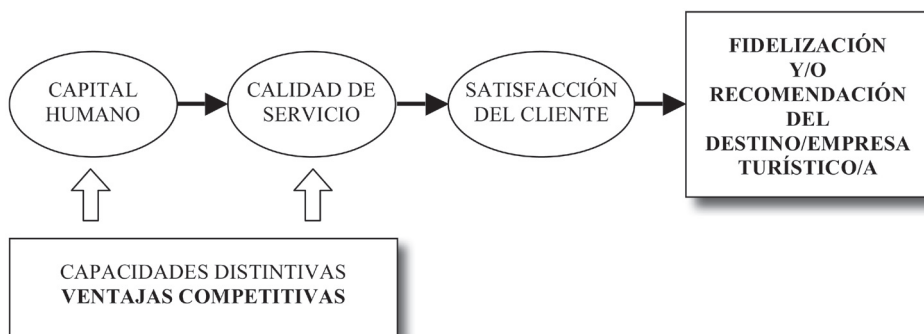 CAPITAL
HUMANO
CALIDAD DE
SERVICIO
SATISFACCIÓN
DEL CLIENTE
FIDELIZACIÓN
Y/O
RECOMENDACIÓN
DEL
DESTINO/EMPRESA
TURÍSTICO/A
CAPACIDADES DISTINTIVAS
VENTAJAS COMPETITIVAS